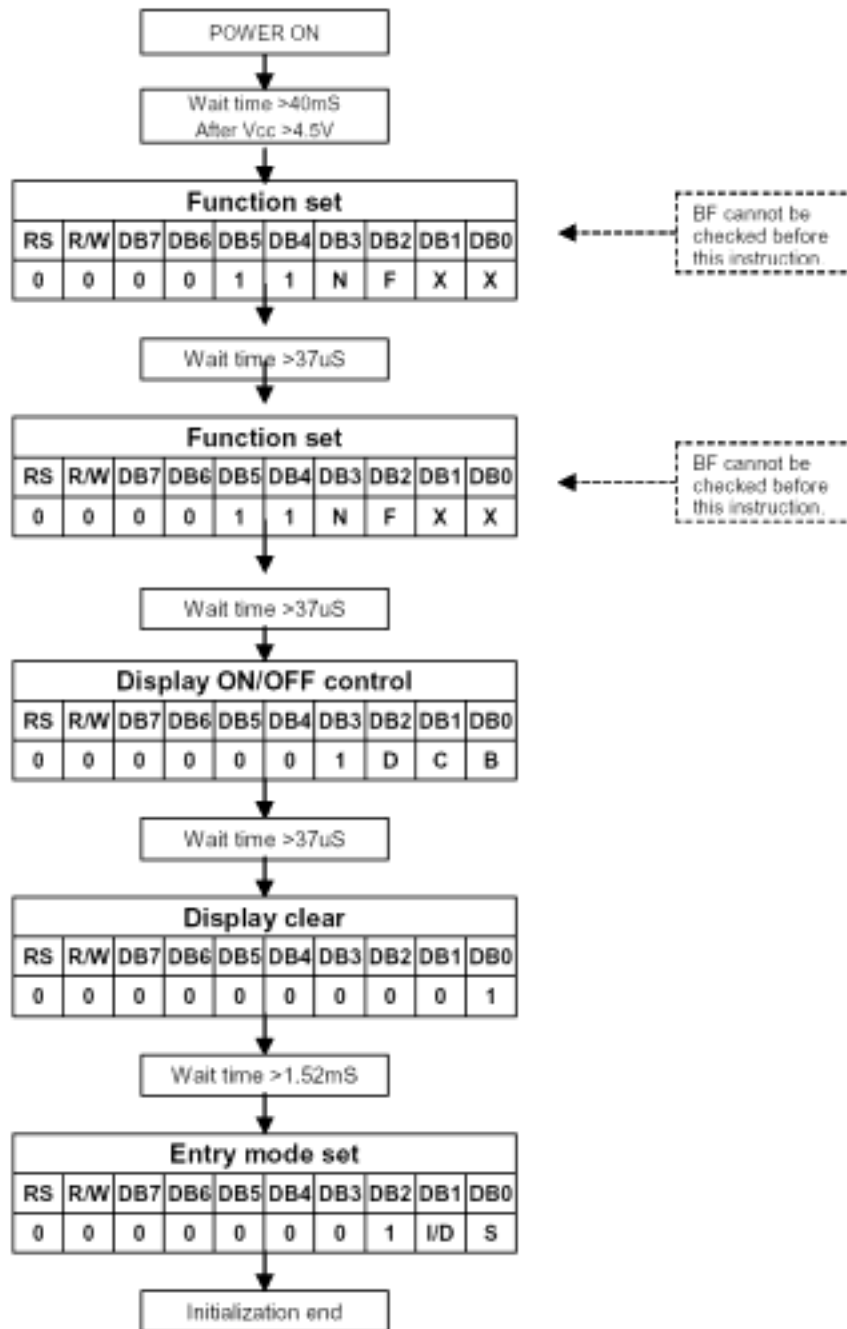 POWER ON
Wait time >40mS
After Vcc >4.5V
Function set
RS R/W DB7 DB6 DB5 DB4 DB3 DB2 DB1 DB0
0 0 0 0 1 1 N F X X
BF cannot be
checked before
this instruction.
Wait time >37uS
Function set
RS R/W DB7 DB6 DB5 DB4 DB3 DB2 DB1 DB0
0 0 0 0 1 1 N F X X
BF cannot be
checked before
this instruction.
Wait time >37uS
Display ON/OFF control
RS R/W DB7 DB6 DB5 DB4 DB3 DB2 DB1 DB0
0 0 0 0 0 0 1 D C B
Wait time >37uS
Display clear
RS R/W DB7 DB6 DB5 DB4 DB3 DB2 DB1 DB0
0 0 0 0 0 0 0 0 0 1
Wait time >1.52mS
Entry mode set
RS R/W DB7 DB6 DB5 DB4 DB3 DB2 DB1 DB0
0 0 0 0 0 0 0 1 I/D S
Initialization end